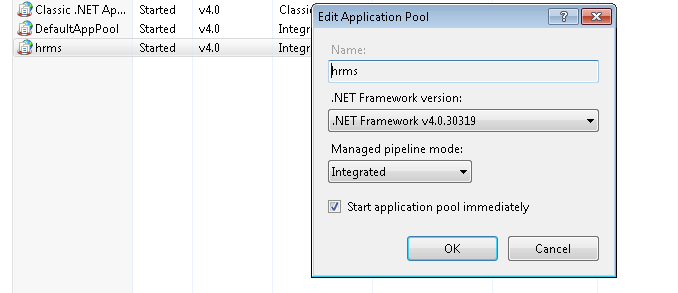 Classic .NET Ap... Started v4.0 Classi
DefaultAppPool Started v4.0 Integr
hrms Started v4.0 Integr
Edit Application Pool
Name:
hrms
.NET Framework version:
.NET Framework v4.0.30319
Managed pipeline mode:
Integrated
Start application pool immediately
OK Cancel